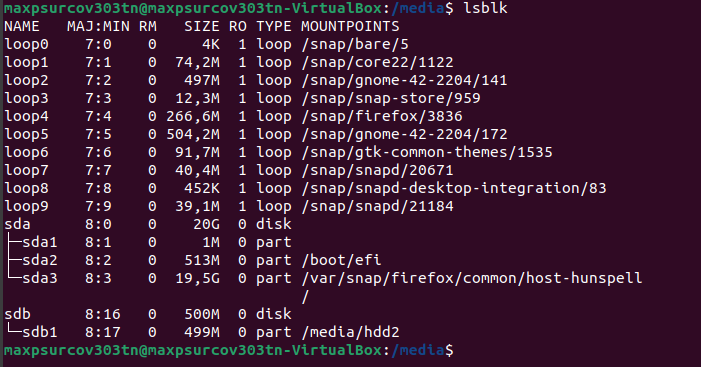 maxpsurcov303tn@maxpsurcov303tn-VirtualBox:/media$ lsblk
NAME   MAJ:MIN RM   SIZE RO TYPE MOUNTPOINTS
loop0    7:0    0     4K  1 loop /snap/bare/5
loop1    7:1    0  74,2M  1 loop /snap/core22/1122
loop2    7:2    0   497M  1 loop /snap/gnome-42-2204/141
loop3    7:3    0  12,3M  1 loop /snap/snap-store/959
loop4    7:4    0 266,6M  1 loop /snap/firefox/3836
loop5    7:5    0 504,2M  1 loop /snap/gnome-42-2204/172
loop6    7:6    0  91,7M  1 loop /snap/gtk-common-themes/1535
loop7    7:7    0  40,4M  1 loop /snap/snapd/20671
loop8    7:8    0   452K  1 loop /snap/snapd-desktop-integration/83
loop9    7:9    0  39,1M  1 loop /snap/snapd/21184
sda      8:0    0    20G  0 disk
├─sda1   8:1    0     1M  0 part
├─sda2   8:2    0   513M  0 part /boot/efi
└─sda3   8:3    0  19,5G  0 part /var/snap/firefox/common/host-hunspell
/
sdb      8:16   0   500M  0 disk
└─sdb1   8:17   0   499M  0 part /media/hdd2
maxpsurcov303tn@maxpsurcov303tn-VirtualBox:/media$